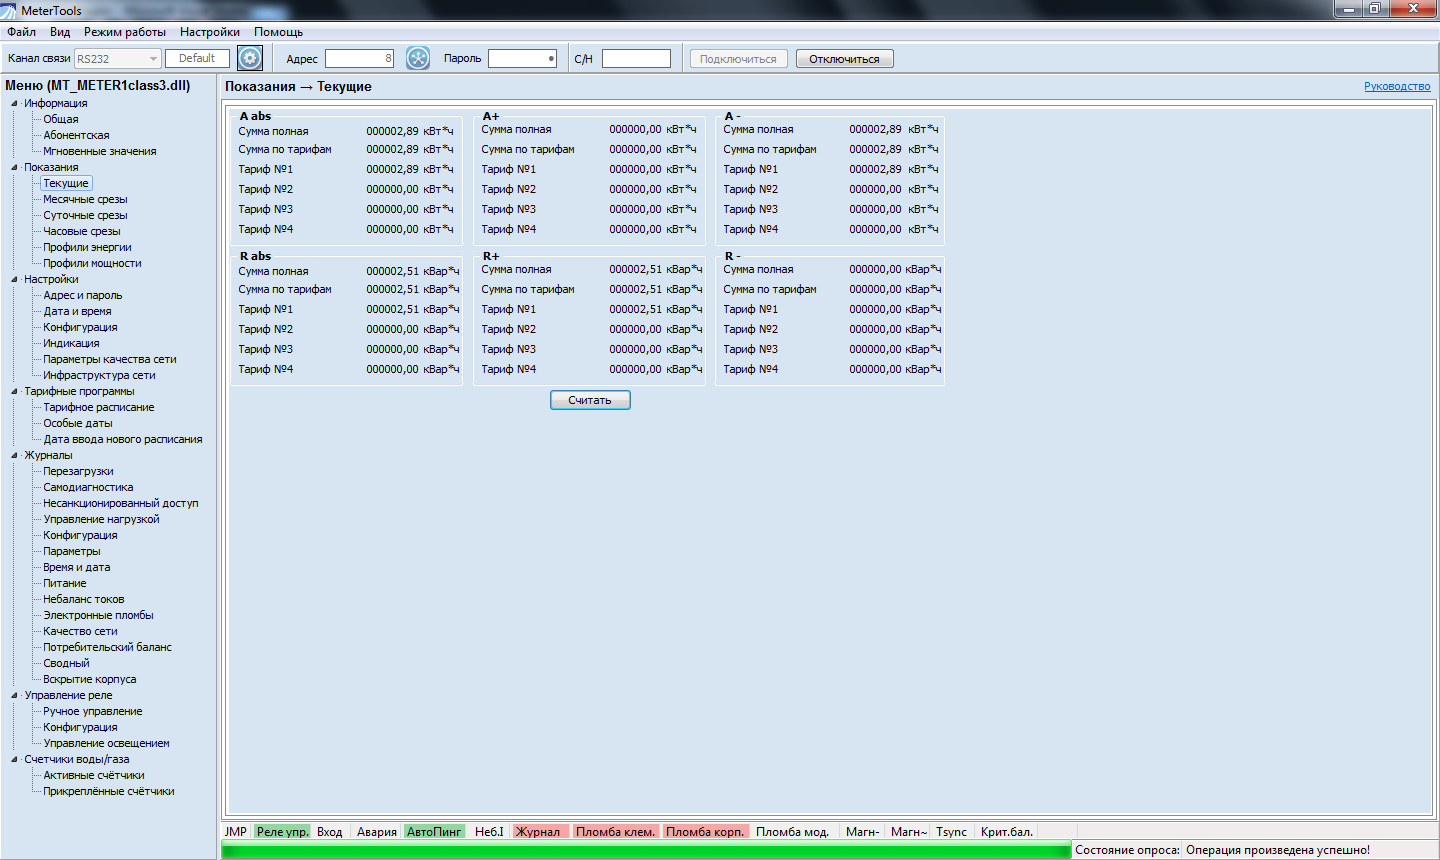 MeterTools
Файл Вид Режим работы Настройки Помощь
Канал связи RS232 Default Адрес 8 Пароль С/Н Подключиться Отключиться
Меню (MT_METER1class3.dll)
Информация
Общая
Абонентская
Мгновенные значения
Показания
Текущие
Месячные срезы
Суточные срезы
Часовые срезы
Профили энергии
Профили мощности
Настройки
Адрес и пароль
Дата и время
Конфигурация
Индикация
Параметры качества сети
Инфраструктура сети
Тарифные программы
Тарифное расписание
Особые даты
Дата ввода нового расписания
Журналы
Перезагрузки
Самодиагностика
Несанкционированный доступ
Управление нагрузкой
Конфигурация
Параметры
Время и дата
Питание
Небаланс токов
Электронные пломбы
Качество сети
Потребительский баланс
Сводный
Вскрытие корпуса
Управление реле
Ручное управление
Конфигурация
Управление освещением
Счетчики воды/газа
Активные счётчики
Прикреплённые счётчики
Показания → Текущие
Руководство
A abs
Сумма полная 000002,89 кВт*ч
Сумма по тарифам 000002,89 кВт*ч
Тариф №1 000002,89 кВт*ч
Тариф №2 000000,00 кВт*ч
Тариф №3 000000,00 кВт*ч
Тариф №4 000000,00 кВт*ч
A+
Сумма полная 000000,00 кВт*ч
Сумма по тарифам 000000,00 кВт*ч
Тариф №1 000000,00 кВт*ч
Тариф №2 000000,00 кВт*ч
Тариф №3 000000,00 кВт*ч
Тариф №4 000000,00 кВт*ч
A -
Сумма полная 000002,89 кВт*ч
Сумма по тарифам 000002,89 кВт*ч
Тариф №1 000002,89 кВт*ч
Тариф №2 000000,00 кВт*ч
Тариф №3 000000,00 кВт*ч
Тариф №4 000000,00 кВт*ч
R abs
Сумма полная 000002,51 кВар*ч
Сумма по тарифам 000002,51 кВар*ч
Тариф №1 000002,51 кВар*ч
Тариф №2 000000,00 кВар*ч
Тариф №3 000000,00 кВар*ч
Тариф №4 000000,00 кВар*ч
R+
Сумма полная 000002,51 кВар*ч
Сумма по тарифам 000002,51 кВар*ч
Тариф №1 000002,51 кВар*ч
Тариф №2 000000,00 кВар*ч
Тариф №3 000000,00 кВар*ч
Тариф №4 000000,00 кВар*ч
R -
Сумма полная 000000,00 кВар*ч
Сумма по тарифам 000000,00 кВар*ч
Тариф №1 000000,00 кВар*ч
Тариф №2 000000,00 кВар*ч
Тариф №3 000000,00 кВар*ч
Тариф №4 000000,00 кВар*ч
Считать
JMP Реле упр. Вход Авария АвтоПинг Неб.I Журнал Пломба клем. Пломба корп. Пломба мод. Магн- Магн~ Tsync Крит.бал.
Состояние опроса: Операция произведена успешно!